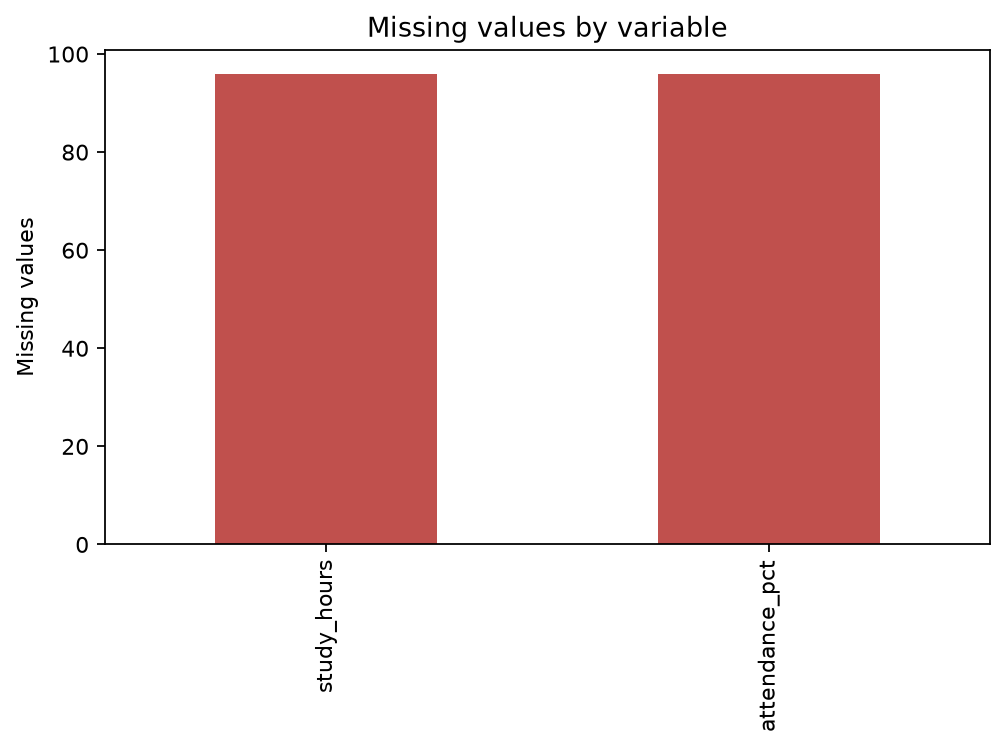 Missing values by variable
Missing values
100
80
60
40
20
0
study_hours
attendance_pct